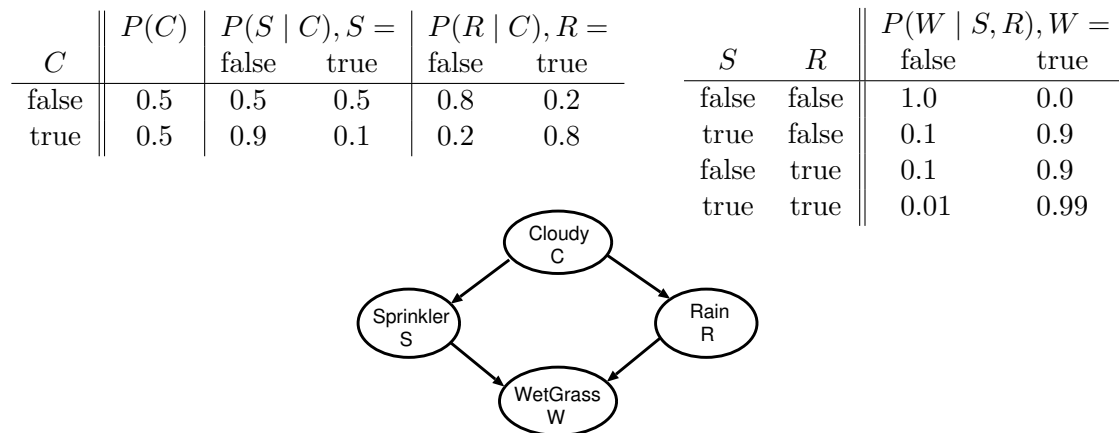 P(C) P(S | C), S = P(R | C), R =
C false true false true
false 0.5 0.5 0.5 0.8 0.2
true 0.5 0.9 0.1 0.2 0.8
P(W | S, R), W =
S R false true
false false 1.0 0.0
true false 0.1 0.9
false true 0.1 0.9
true true 0.01 0.99
Cloudy
C
Sprinkler
S
Rain
R
WetGrass
W